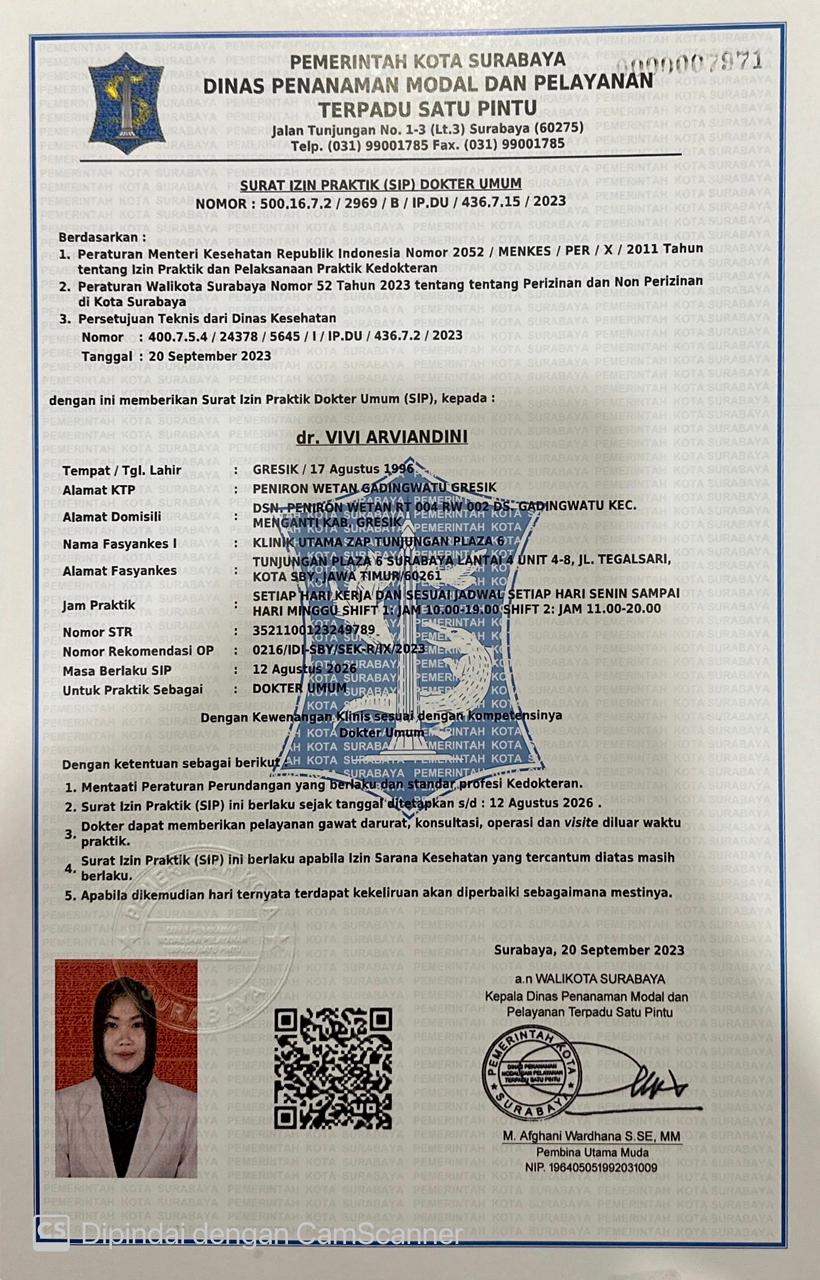 0000007971
PEMERINTAH KOTA SURABAYA
DINAS PENANAMAN MODAL DAN PELAYANAN
TERPADU SATU PINTU
Jalan Tunjungan No. 1-3 (Lt.3) Surabaya (60275)
Telp. (031) 99001785 Fax. (031) 99001785
SURAT IZIN PRAKTIK (SIP) DOKTER UMUM
NOMOR : 500.16.7.2 / 2969 / B / IP.DU / 436.7.15 / 2023
Berdasarkan :
1. Peraturan Menteri Kesehatan Republik Indonesia Nomor 2052 / MENKES / PER / X / 2011 Tahun
tentang Izin Praktik dan Pelaksanaan Praktik Kedokteran
2. Peraturan Walikota Surabaya Nomor 52 Tahun 2023 tentang tentang Perizinan dan Non Perizinan
di Kota Surabaya
3. Persetujuan Teknis dari Dinas Kesehatan
Nomor : 400.7.5.4 / 24378 / 5645 / I / IP.DU / 436.7.2 / 2023
Tanggal : 20 September 2023
dengan ini memberikan Surat Izin Praktik Dokter Umum (SIP), kepada :
dr. VIVI ARVIANDINI
Tempat / Tgl. Lahir : GRESIK / 17 Agustus 1996
Alamat KTP : PENIRON WETAN GADINGWATU GRESIK
Alamat Domisili : DSN. PENIRON WETAN RT 004 RW 002 DS. GADINGWATU KEC.
MENGANTI KAB. GRESIK
Nama Fasyankes I : KLINIK UTAMA ZAP TUNJUNGAN PLAZA 6
Alamat Fasyankes : TUNJUNGAN PLAZA 6 SURABAYA LANTAI 4 UNIT 4-8, JL. TEGALSARI,
KOTA SBY, JAWA TIMUR/60261
Jam Praktik : SETIAP HARI KERJA DAN SESUAI JADWAL SETIAP HARI SENIN SAMPAI
HARI MINGGU SHIFT 1: JAM 10.00-19.00 SHIFT 2: JAM 11.00-20.00
Nomor STR : 3521100123249789
Nomor Rekomendasi OP : 0216/IDI-SBY/SEK-R/IX/2023
Masa Berlaku SIP : 12 Agustus 2026
Untuk Praktik Sebagai : DOKTER UMUM
Dengan Kewenangan Klinis sesuai dengan kompetensinya
Dokter Umum
Dengan ketentuan sebagai berikut :
1. Mentaati Peraturan Perundangan yang berlaku dan standar profesi Kedokteran.
2. Surat Izin Praktik (SIP) ini berlaku sejak tanggal ditetapkan s/d : 12 Agustus 2026 .
3. Dokter dapat memberikan pelayanan gawat darurat, konsultasi, operasi dan visite diluar waktu
praktik.
4. Surat Izin Praktik (SIP) ini berlaku apabila Izin Sarana Kesehatan yang tercantum diatas masih
berlaku.
5. Apabila dikemudian hari ternyata terdapat kekeliruan akan diperbaiki sebagaimana mestinya.
Surabaya, 20 September 2023
a.n WALIKOTA SURABAYA
Kepala Dinas Penanaman Modal dan
Pelayanan Terpadu Satu Pintu
PEMERINTAH KOTA
DINAS PENANAMAN
MODAL DAN PELAYANAN
TERPADU SATU PINTU
SURABAYA
M. Afghani Wardhana S.SE, MM
Pembina Utama Muda
NIP. 196405051992031009
CS Dipindai dengan CamScanner